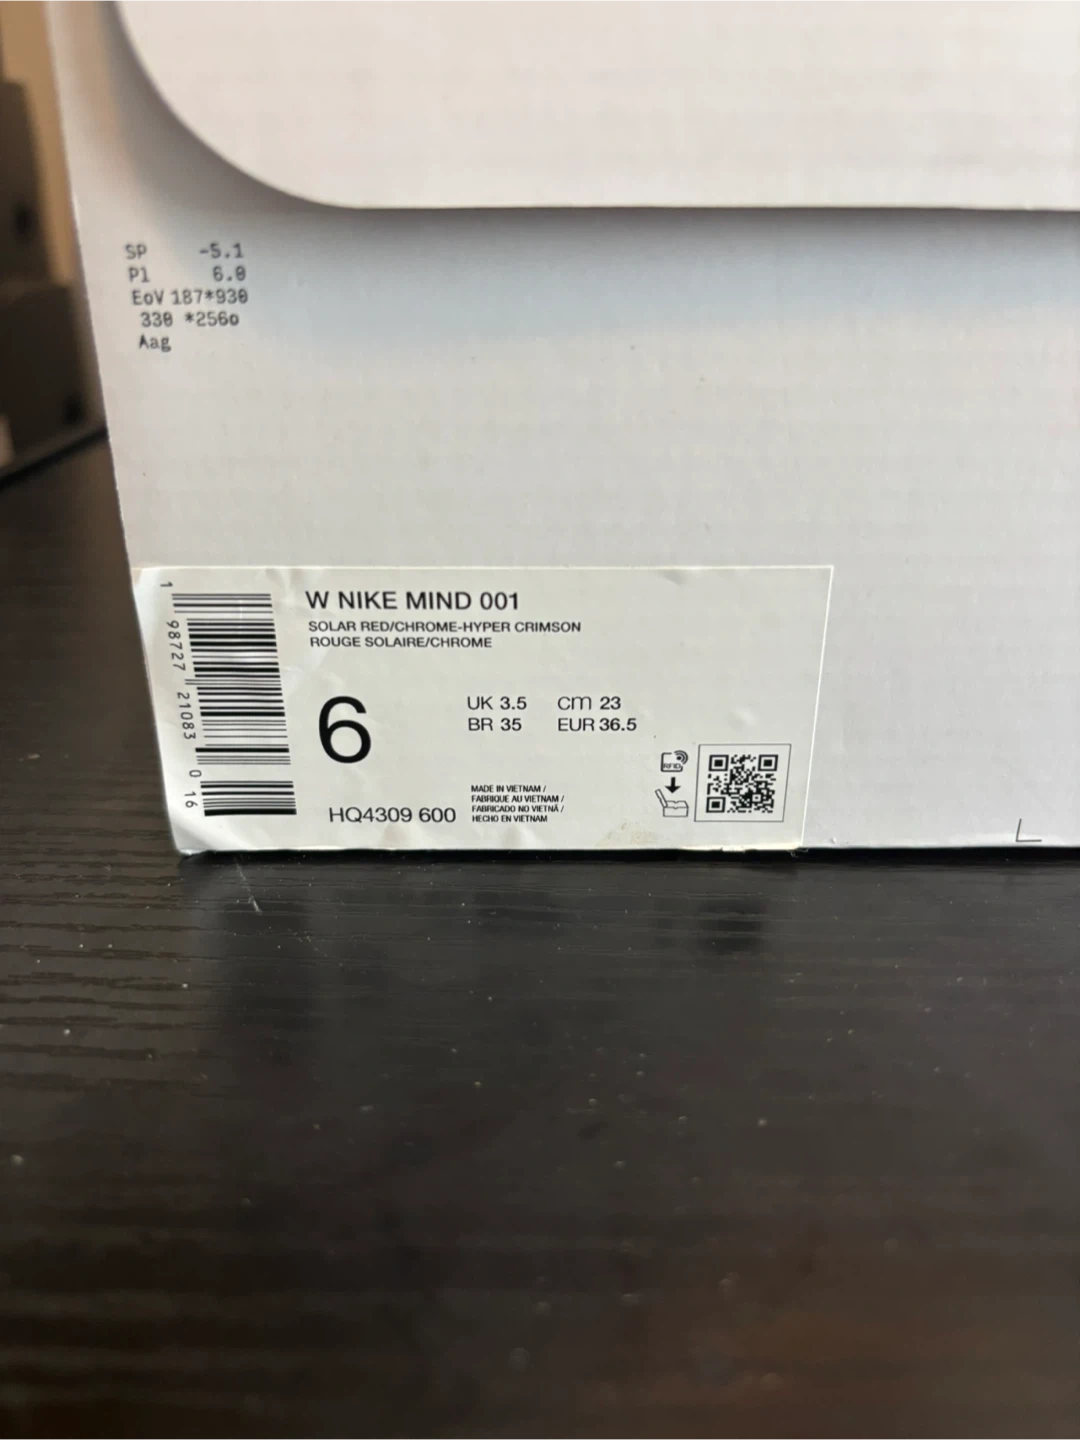 SP -5.1
Pl 6.0
EoV 187*930
330 *256o
Aag
W NIKE MIND 001
SOLAR RED/CHROME-HYPER CRIMSON
ROUGE SOLAIRE/CHROME
6
UK 3.5 CM 23
BR 35 EUR 36.5
HQ4309 600
MADE IN VIETNAM /
FABRIQUE AU VIETNAM /
FABRICADO NO VIETNÃ /
HECHO EN VIETNAM
RFID
1 98727 21083 0 16